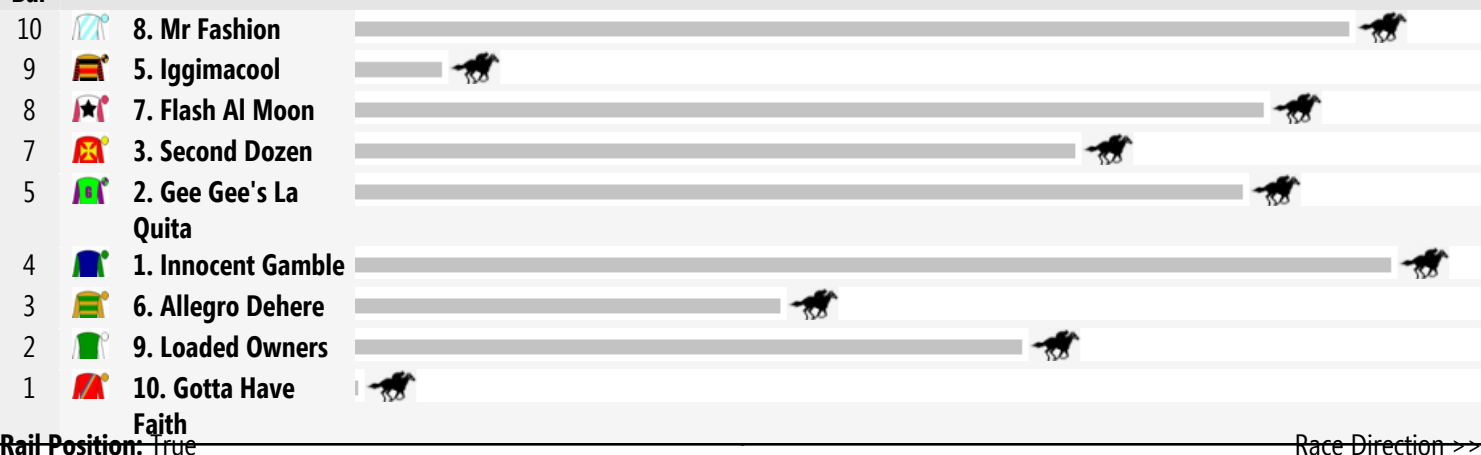 Bar
10 8. Mr Fashion
9 5. Iggimacool
8 7. Flash Al Moon
7 3. Second Dozen
5 G 2. Gee Gee's La
Quita
4 1. Innocent Gamble
3 6. Allegro Dehere
2 9. Loaded Owners
1 10. Gotta Have
Faith
Rail Position: True Race Direction >>